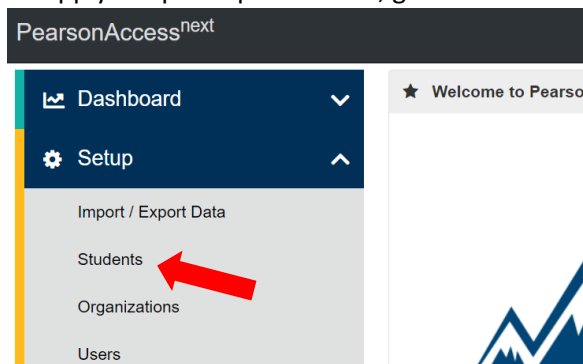 PearsonAccessnext
Dashboard
★ Welcome to Pearso
Setup
Import / Export Data
Students
Organizations
Users